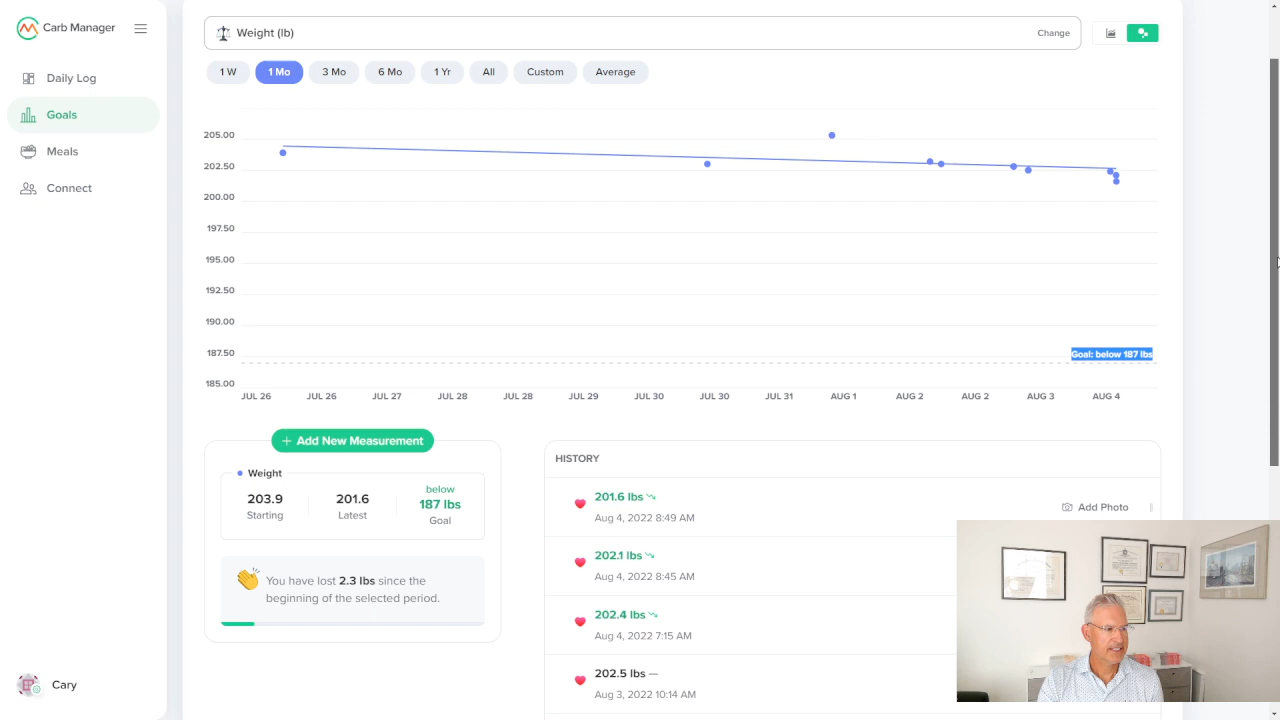 Carb Manager
Daily Log
Goals
Meals
Connect
Cary
Weight (lb)
Change
1 W
1 Mo
3 Mo
6 Mo
1 Yr
All
Custom
Average
205.00
202.50
200.00
197.50
195.00
192.50
190.00
187.50
185.00
Goal: below 187 lbs
JUL 26
JUL 26
JUL 27
JUL 28
JUL 28
JUL 29
JUL 30
JUL 30
JUL 31
AUG 1
AUG 2
AUG 2
AUG 3
AUG 4
+ Add New Measurement
Weight
203.9
Starting
201.6
Latest
below
187 lbs
Goal
You have lost 2.3 lbs since the
beginning of the selected period.
HISTORY
201.6 lbs
Aug 4, 2022 8:49 AM
Add Photo
202.1 lbs
Aug 4, 2022 8:45 AM
202.4 lbs
Aug 4, 2022 7:15 AM
202.5 lbs —
Aug 3, 2022 10:14 AM